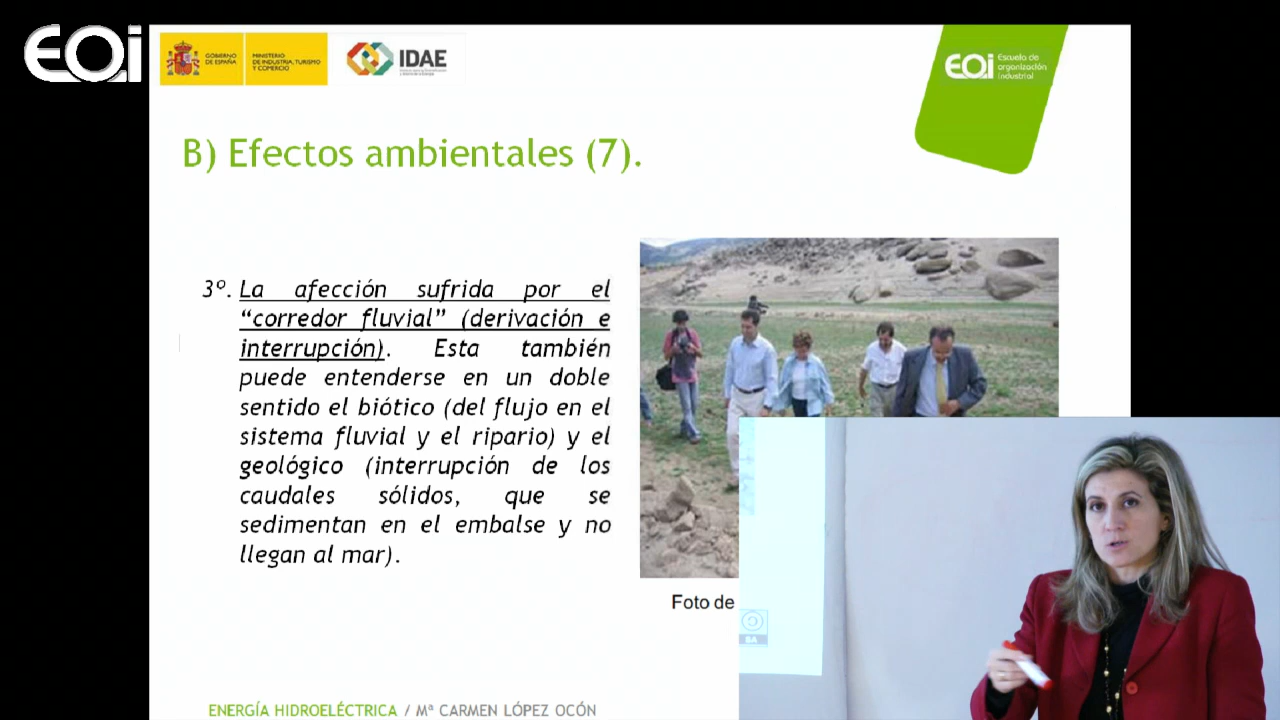 EOi
GOBIERNO
DE ESPAÑA
MINISTERIO
DE INDUSTRIA, TURISMO
Y COMERCIO
IDAE
EOi
Escuela de
organización
industrial
B) Efectos ambientales (7).
3º. La afección sufrida por el
“corredor fluvial” (derivación e
interrupción). Esta también
puede entenderse en un doble
sentido el biótico (del flujo en el
sistema fluvial y el ripario) y el
geológico (interrupción de los
caudales sólidos, que se
sedimentan en el embalse y no
llegan al mar).
Foto de
SA
ENERGÍA HIDROELÉCTRICA / Mª CARMEN LÓPEZ OCÓN